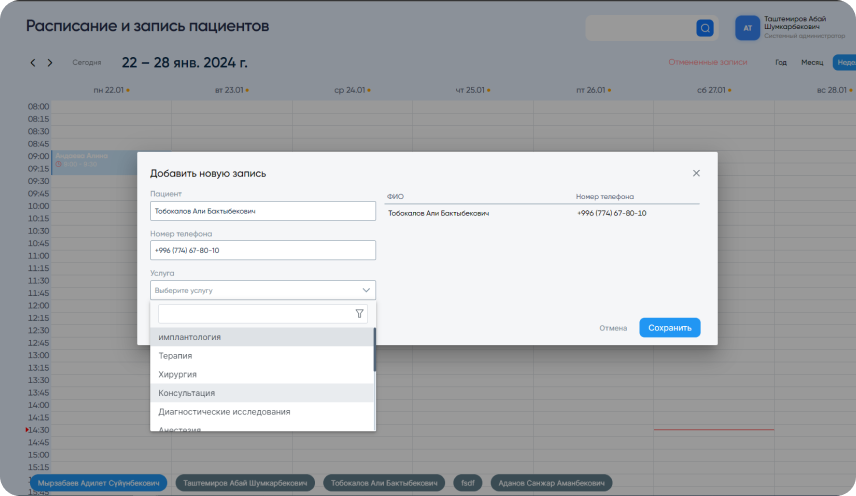 Расписание и запись пациентов
АТ
Таштемиров Абай
Шумкарбекович
Системный администратор
Сегодня
22 – 28 янв. 2024 г.
Отмененные записи
Год
Месяц
Недел
пн 22.01
вт 23.01
ср 24.01
чт 25.01
пт 26.01
сб 27.01
вс 28.01
08:00
08:15
08:30
08:45
09:00
09:15
09:30
09:45
10:00
10:15
10:30
10:45
11:00
11:15
11:30
11:45
12:00
12:15
12:30
12:45
13:00
13:15
13:30
13:45
14:00
14:15
14:30
14:45
15:00
15:15
15:45
Добавить новую запись
Пациент
Тобокалов Али Бактыбекович
Номер телефона
+996 (774) 67-80-10
Услуга
Выберите услугу
имплантология
Терапия
Хирургия
Консультация
Диагностические исследования
Анестезия
ФИО
Номер телефона
Тобокалов Али Бактыбекович
+996 (774) 67-80-10
Отмена
Сохранить
Мырзабаев Адилет Суйунбекович
Таштемиров Абай Шумкарбекович
Тобокалов Али Бактыбекович
fsdf
Аданов Санжар Аманбекович